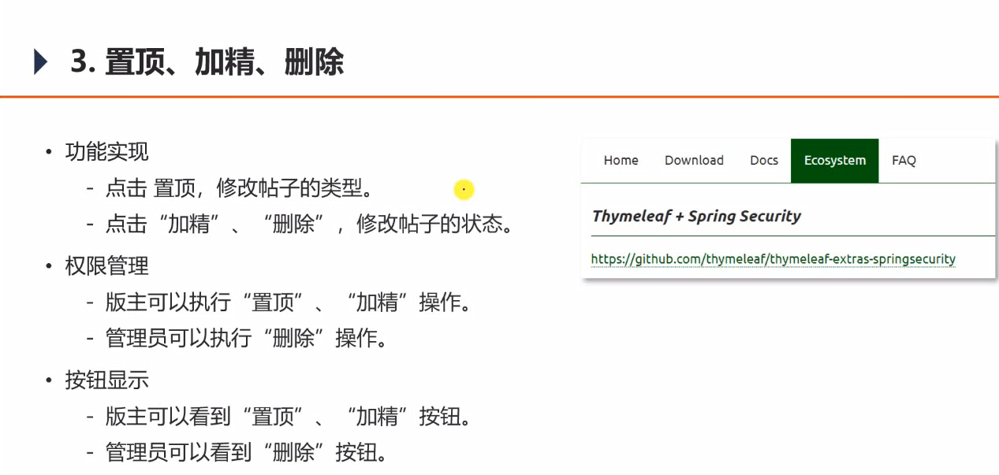 3. 置顶、加精、删除
• 功能实现
- 点击 置顶，修改帖子的类型。
- 点击“加精”、“删除”，修改帖子的状态。
• 权限管理
- 版主可以执行“置顶”、“加精”操作。
- 管理员可以执行“删除”操作。
• 按钮显示
- 版主可以看到“置顶”、“加精”按钮。
- 管理员可以看到“删除”按钮。
Home Download Docs Ecosystem FAQ
Thymeleaf + Spring Security
https://github.com/thymeleaf/thymeleaf-extras-springsecurity